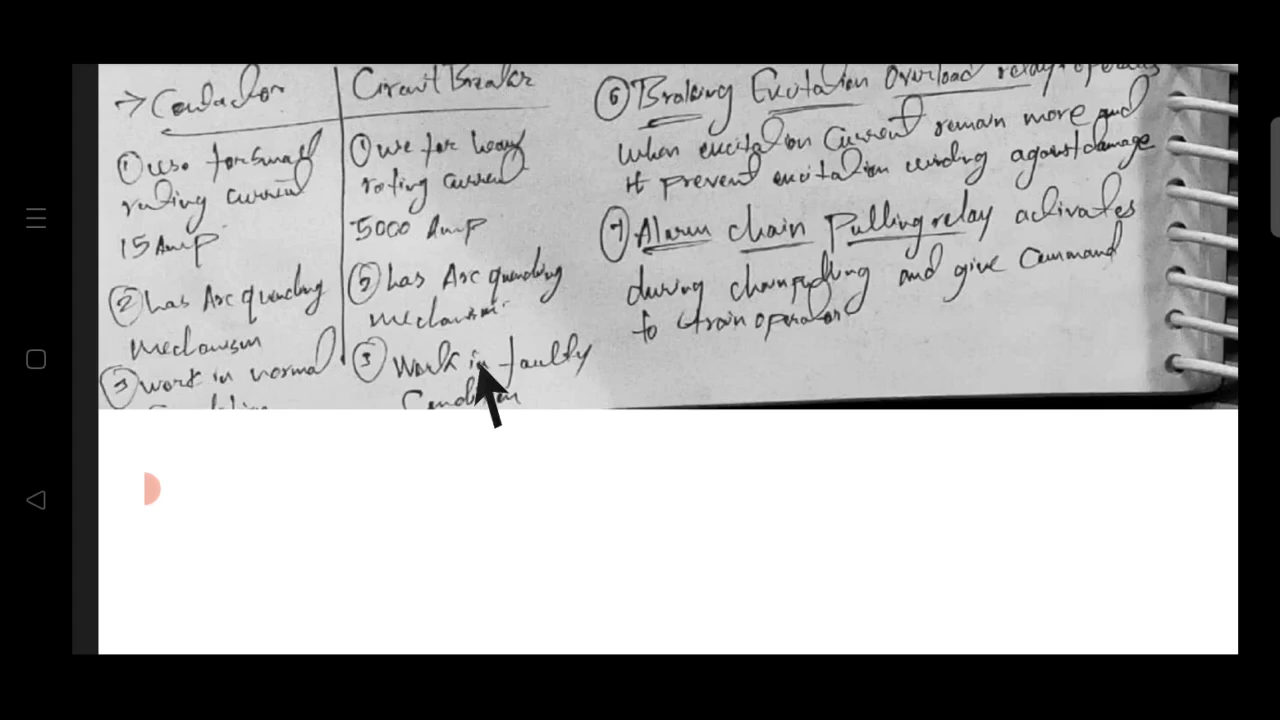 → Contactor
① use for small
rating current
15 Amp
② has Arc quenching
Mechanism
③ work in normal
Circuit Breaker
① use for heavy
rating current
5000 Amp
② has Arc quenching
mechanism
③ Work in faulty
Condition
⑥ Braking Excitation Overload relay operates
when excitation current remain more and
it prevent excitation winding against damage
⑦ Alarm chain Pulling relay activates
during chainpulling and give Command
to train operator